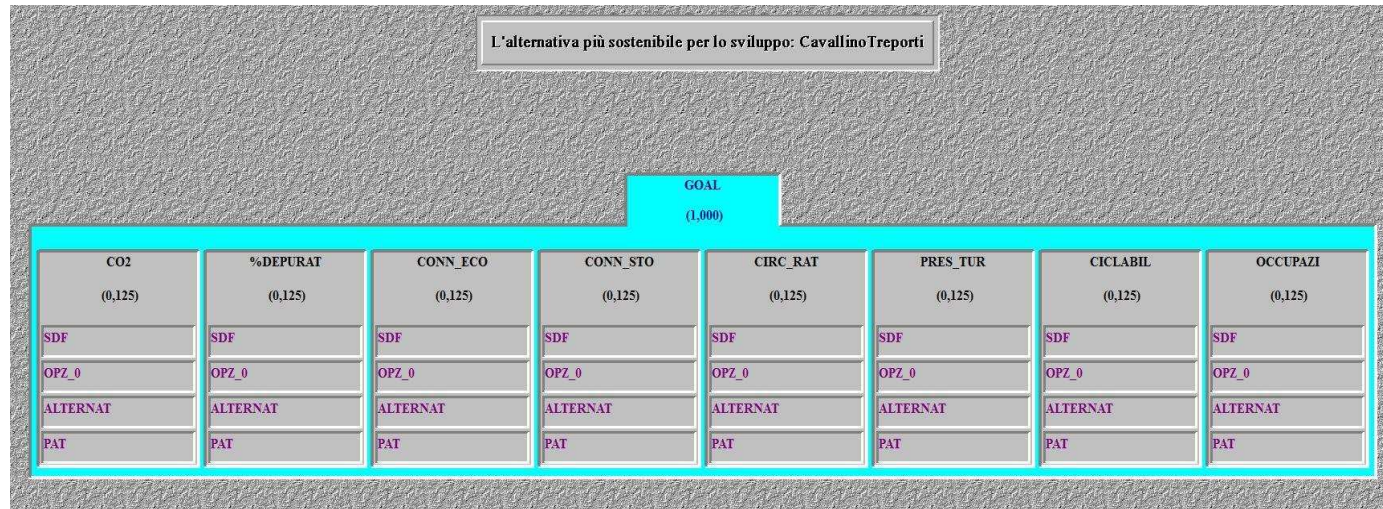 L'alternativa più sostenibile per lo sviluppo: CavallinoTreporti
GOAL
(1,000)
CO2 %DEPURAT CONN_ECO CONN_STO CIRC_RAT PRES_TUR CICLABIL OCCUPAZI
(0,125) (0,125) (0,125) (0,125) (0,125) (0,125) (0,125) (0,125)
SDF SDF SDF SDF SDF SDF SDF SDF
OPZ_0 OPZ_0 OPZ_0 OPZ_0 OPZ_0 OPZ_0 OPZ_0 OPZ_0
ALTERNAT ALTERNAT ALTERNAT ALTERNAT ALTERNAT ALTERNAT ALTERNAT ALTERNAT
PAT PAT PAT PAT PAT PAT PAT PAT